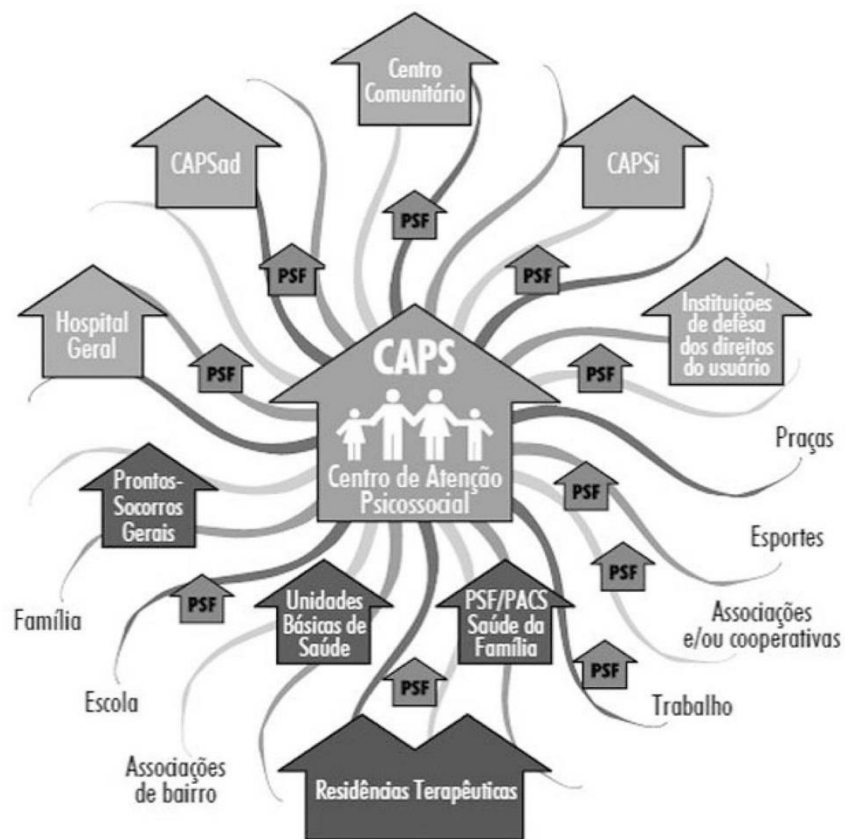 Centro
Comunitário
CAPSad
CAPSi
PSF
PSF
PSF
Hospital
Geral
Instituições
de defesa
dos direitos
do usuário
CAPS
PSF
PSF
Centro de Atenção
Psicossocial
Praças
Prontos-
Socorros
Gerais
PSF
Esportes
PSF
Família
PSF
Unidades
Básicas de
Saúde
PSF/PACS
Saúde da
Família
Associações
e/ou cooperativas
PSF
PSF
Escola
Trabalho
Associações
de bairro
Residências Terapêuticas